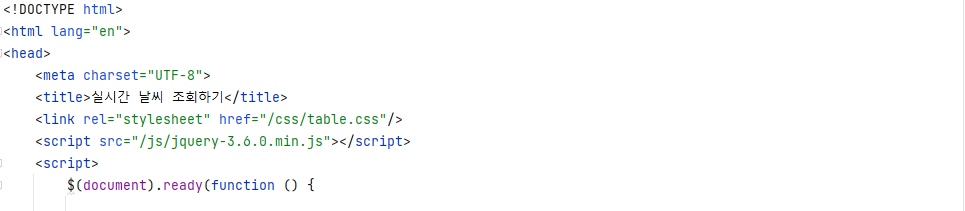 <!DOCTYPE html>
<html lang="en">
<head>
    <meta charset="UTF-8">
    <title>실시간 날씨 조회하기</title>
    <link rel="stylesheet" href="/css/table.css"/>
    <script src="/js/jquery-3.6.0.min.js"></script>
    <script>
        $(document).ready(function () {